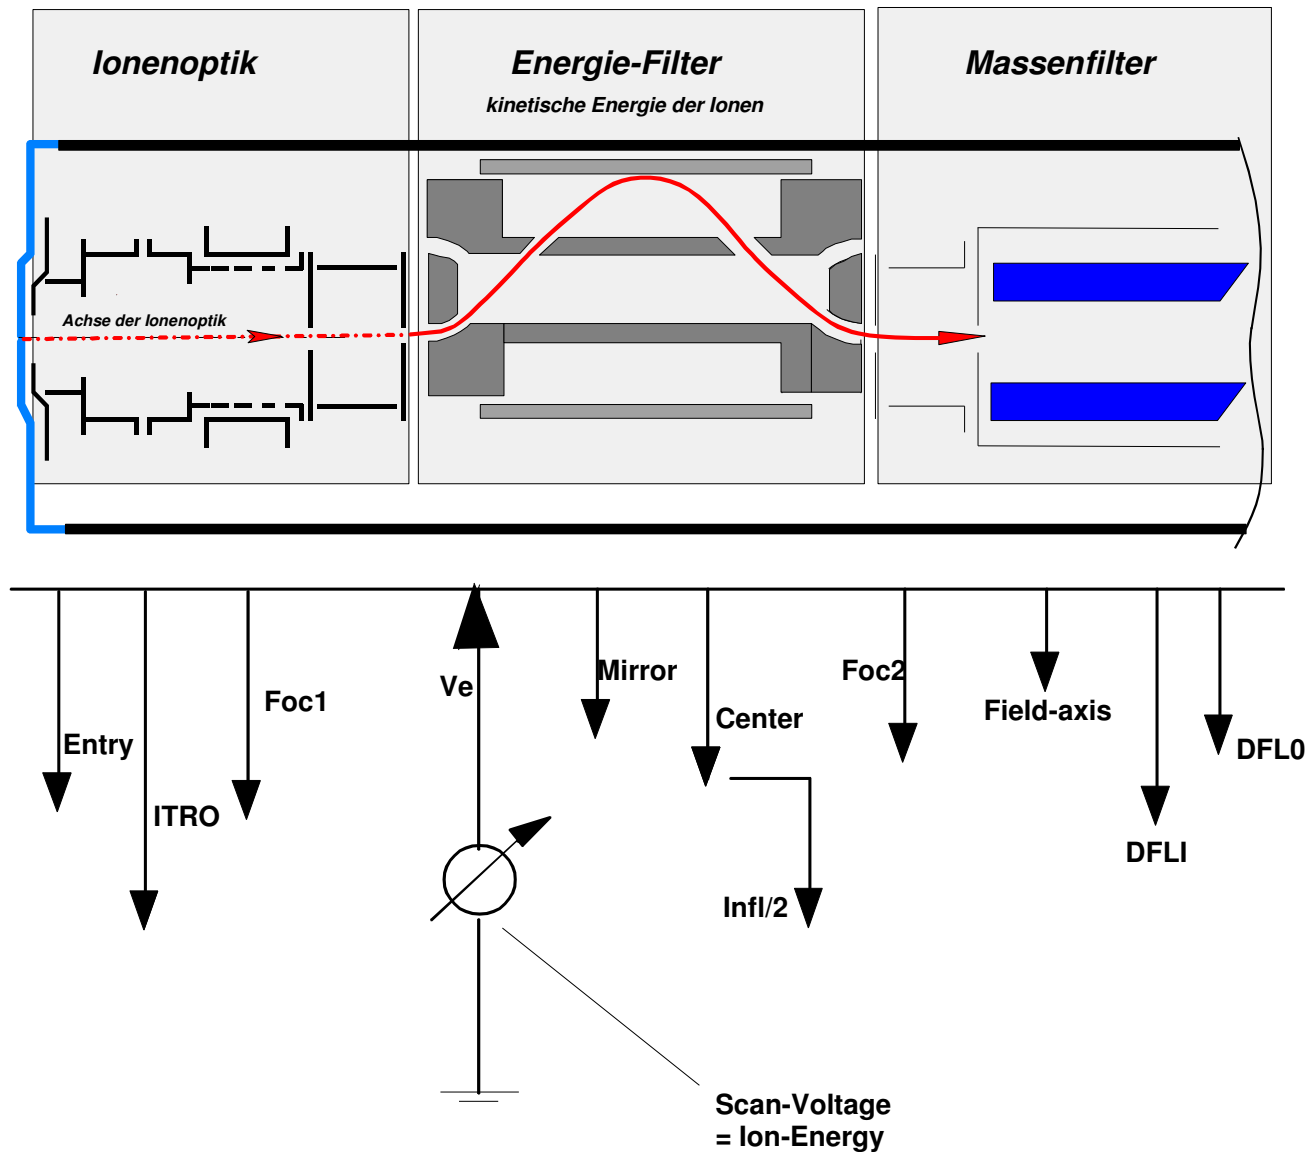 Ionenoptik
Energie-Filter
Massenfilter
kinetische Energie der Ionen
Achse der Ionenoptik
Ve
Mirror
Foc2
Foc1
Center
Field-axis
Entry
DFL0
ITRO
DFLI
Infl/2
Scan-Voltage
= Ion-Energy